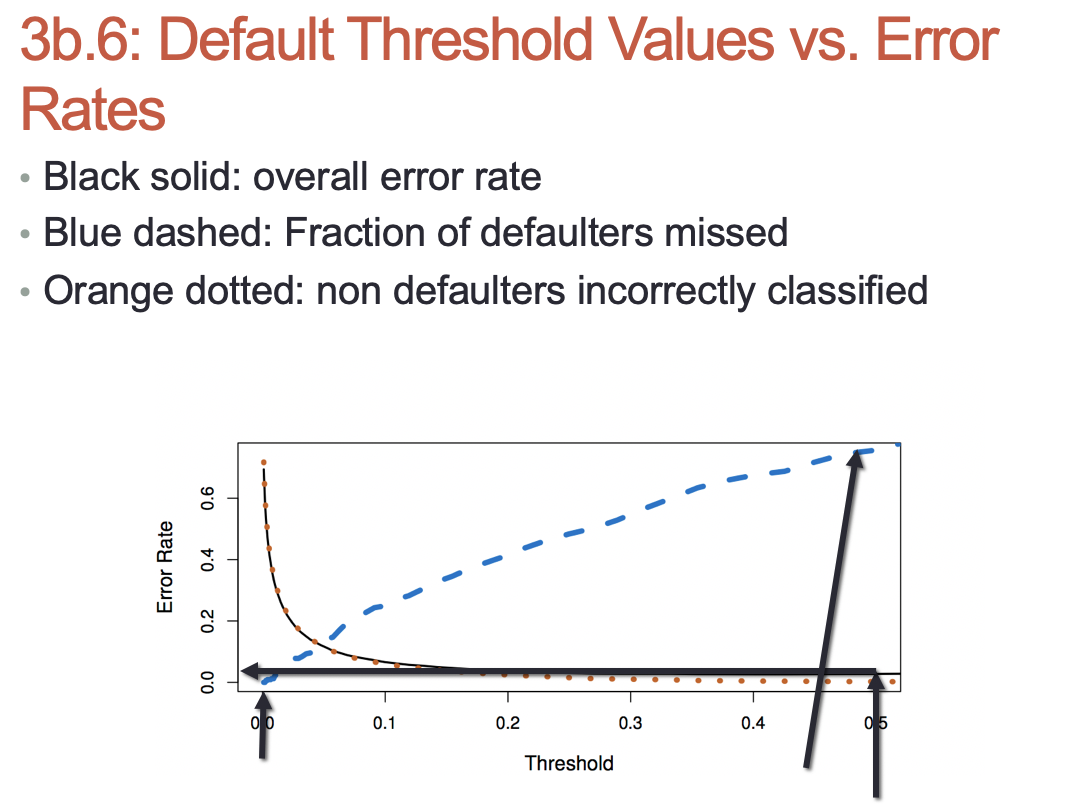 3b.6: Default Threshold Values vs. Error
Rates
• Black solid: overall error rate
• Blue dashed: Fraction of defaulters missed
• Orange dotted: non defaulters incorrectly classified
Error Rate
0.6
0.4
0.2
0.0
0.0 0.1 0.2 0.3 0.4 0.5
Threshold